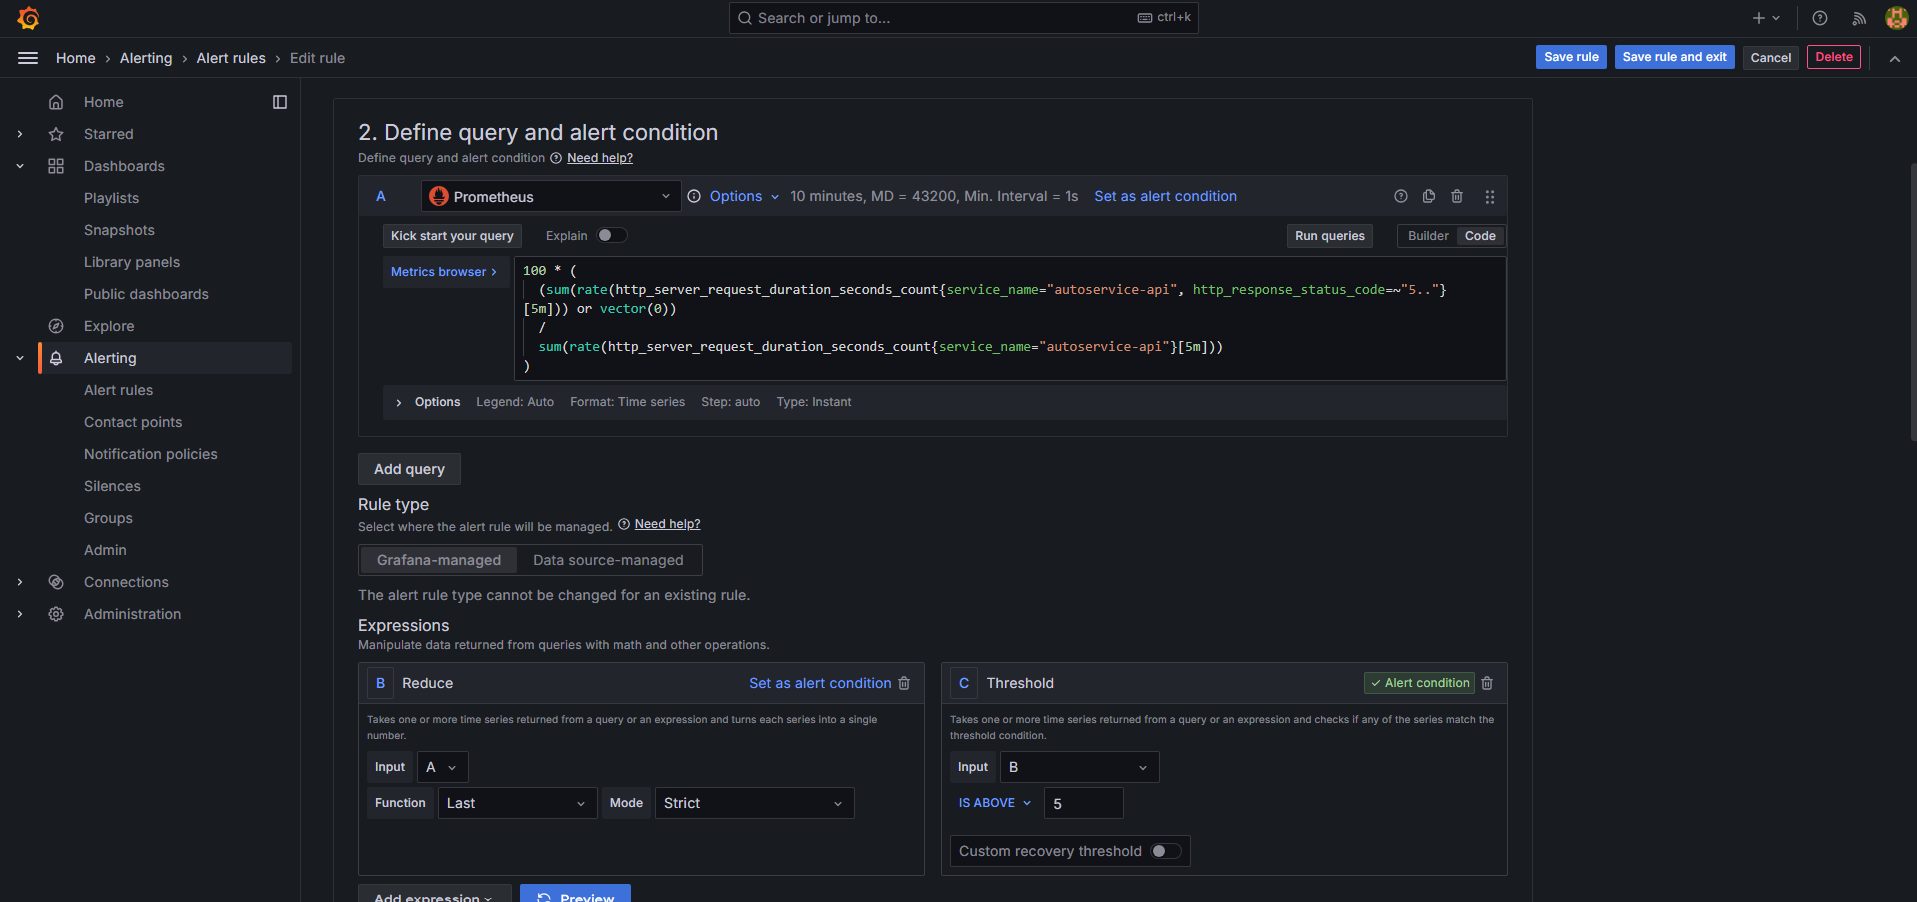 Search or jump to...
ctrl+k
Home › Alerting › Alert rules › Edit rule
Save rule
Save rule and exit
Cancel
Delete
Home
Starred
Dashboards
Playlists
Snapshots
Library panels
Public dashboards
Explore
Alerting
Alert rules
Contact points
Notification policies
Silences
Groups
Admin
Connections
Administration
2. Define query and alert condition
Define query and alert condition Need help?
A Prometheus Options 10 minutes, MD = 43200, Min. Interval = 1s Set as alert condition
Kick start your query Explain Run queries Builder Code
Metrics browser ›
100 * (
(sum(rate(http_server_request_duration_seconds_count{service_name="autoservice-api", http_response_status_code=~"5.."}
[5m])) or vector(0))
/
sum(rate(http_server_request_duration_seconds_count{service_name="autoservice-api"}[5m]))
)
Options Legend: Auto Format: Time series Step: auto Type: Instant
Add query
Rule type
Select where the alert rule will be managed. Need help?
Grafana-managed Data source-managed
The alert rule type cannot be changed for an existing rule.
Expressions
Manipulate data returned from queries with math and other operations.
B Reduce Set as alert condition
Takes one or more time series returned from a query or an expression and turns each series into a single
number.
Input A
Function Last Mode Strict
C Threshold Alert condition
Takes one or more time series returned from a query or an expression and checks if any of the series match the
threshold condition.
Input B
IS ABOVE 5
Custom recovery threshold
Add expression
Preview